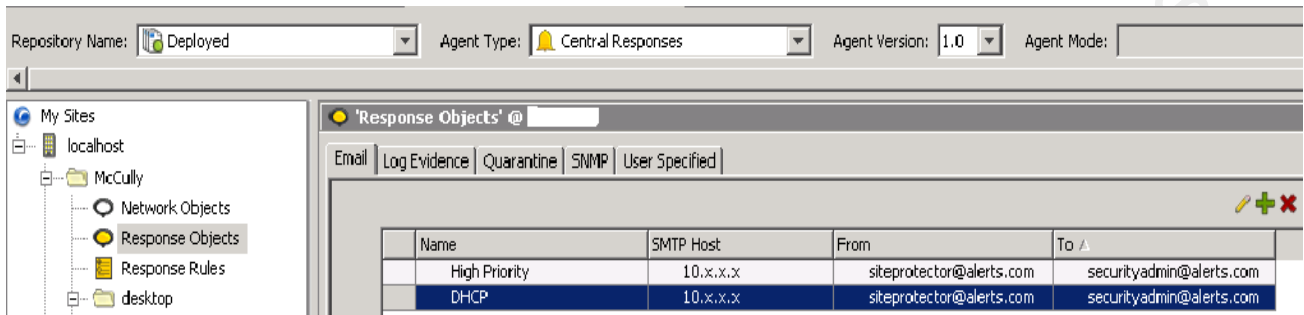 Repository Name: Deployed Agent Type: Central Responses Agent Version: 1.0 Agent Mode:
My Sites
localhost
McCully
Network Objects
Response Objects
Response Rules
desktop
'Response Objects' @
Email Log Evidence Quarantine SNMP User Specified
Name SMTP Host From To
High Priority 10.x.x.x siteprotector@alerts.com securityadmin@alerts.com
DHCP 10.x.x.x siteprotector@alerts.com securityadmin@alerts.com